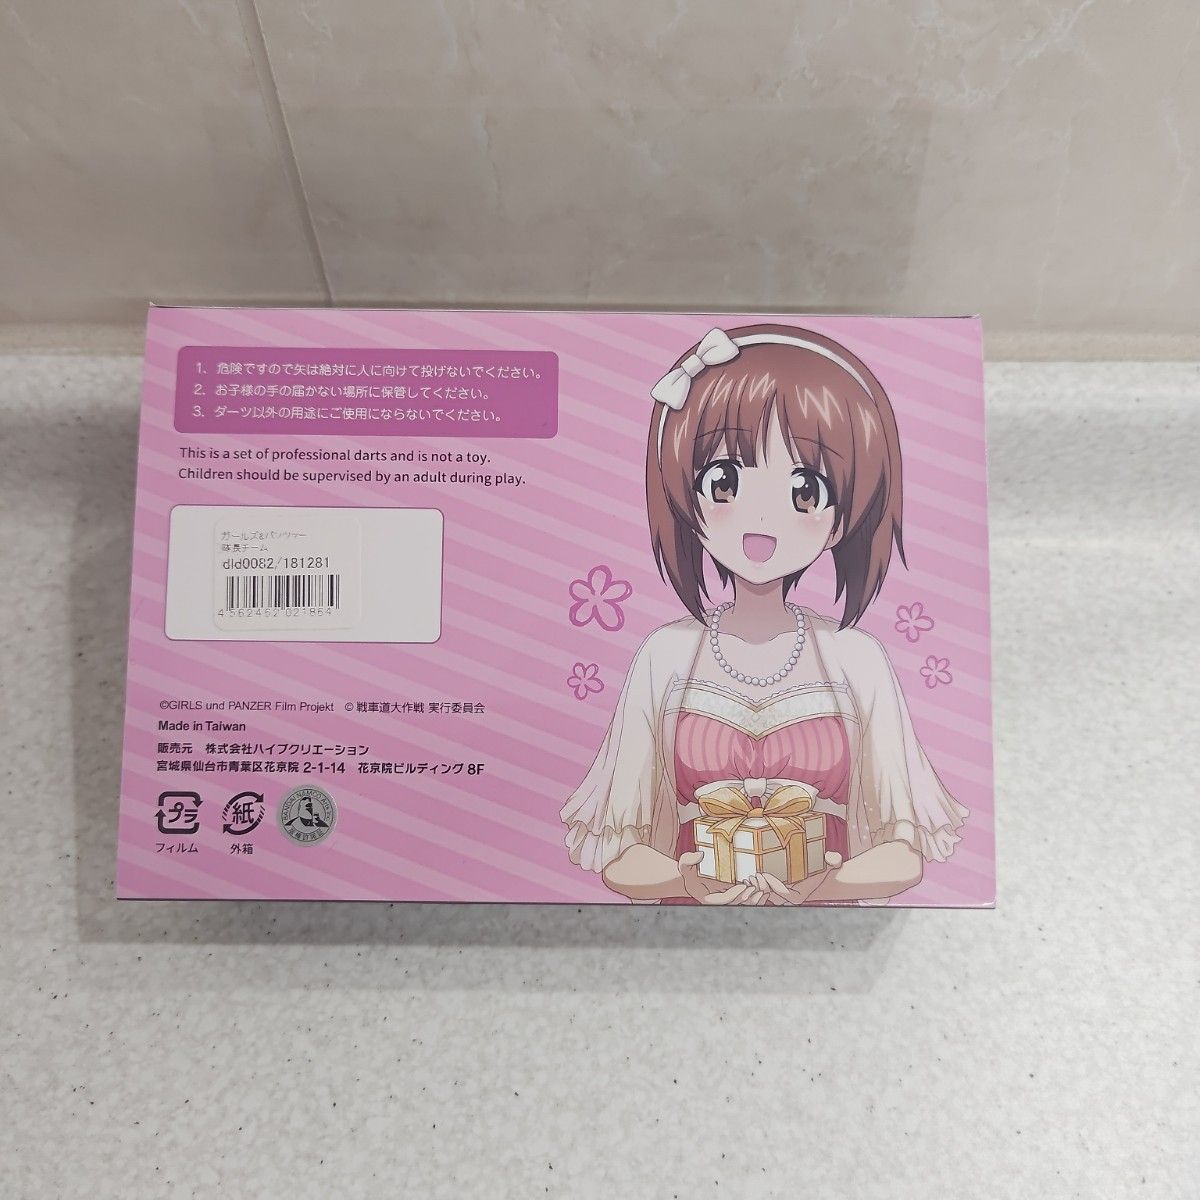 1、危険ですので矢は絶対に人に向けて投げないでください。
2、お子様の手の届かない場所に保管してください。
3、ダーツ以外の用途にご使用にならないでください。
This is a set of professional darts and is not a toy.
Children should be supervised by an adult during play.
ガールズ&パンツァー
隊長チーム
dld0082/181281
4 562462 021864
©GIRLS und PANZER Film Projekt © 戦車道大作戦 実行委員会
Made in Taiwan
販売元 株式会社ハイブクリエーション
宮城県仙台市青葉区花京院 2-1-14 花京院ビルディング 8F
プラ
フィルム
紙
外箱
BANDAI NAMCO